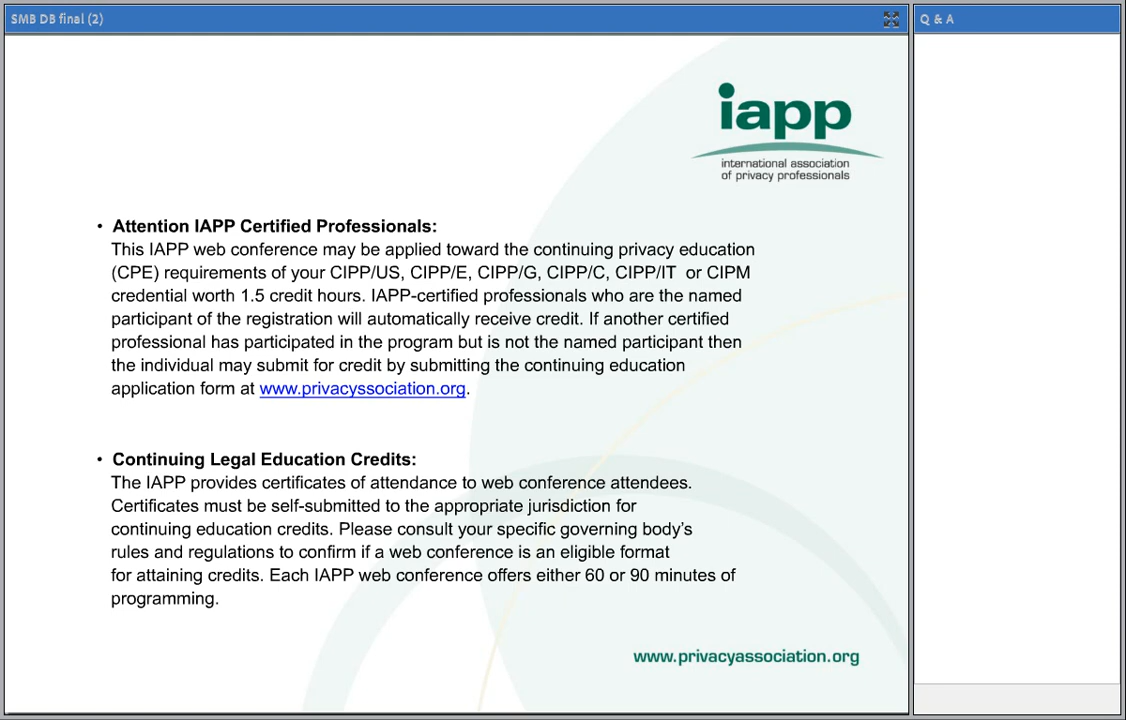 SMB DB final (2)
Q & A
iapp
international association
of privacy professionals
• Attention IAPP Certified Professionals:
This IAPP web conference may be applied toward the continuing privacy education
(CPE) requirements of your CIPP/US, CIPP/E, CIPP/G, CIPP/C, CIPP/IT or CIPM
credential worth 1.5 credit hours. IAPP-certified professionals who are the named
participant of the registration will automatically receive credit. If another certified
professional has participated in the program but is not the named participant then
the individual may submit for credit by submitting the continuing education
application form at www.privacyssociation.org.
• Continuing Legal Education Credits:
The IAPP provides certificates of attendance to web conference attendees.
Certificates must be self-submitted to the appropriate jurisdiction for
continuing education credits. Please consult your specific governing body’s
rules and regulations to confirm if a web conference is an eligible format
for attaining credits. Each IAPP web conference offers either 60 or 90 minutes of
programming.
www.privacyassociation.org